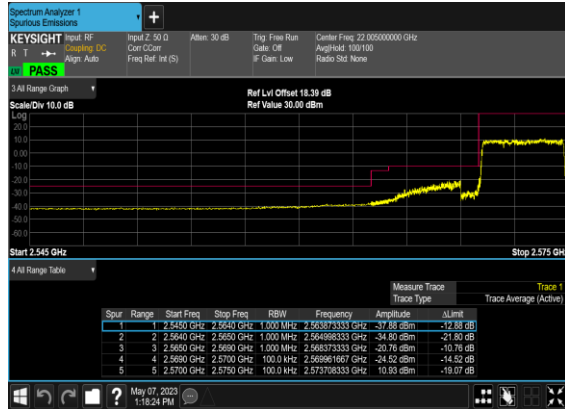 Spectrum Analyzer 1
Spurious Emissions
KEYSIGHT Input: RF Input Z: 50 Ω Atten: 30 dB Trig: Free Run Center Freq: 22.005000000 GHz
R T Coupling: DC Corr CCorr Gate: Off Avg|Hold: 100/100
Align: Auto Freq Ref: Int (S) IF Gain: Low Radio Std: None
LW PASS
3 All Range Graph
Ref Lvl Offset 18.39 dB
Scale/Div 10.0 dB Ref Value 30.00 dBm
Log
20.0
10.0
0.00
-10.0
-20.0
-30.0
-40.0
-50.0
-60.0
Start 2.545 GHz Stop 2.575 GHz
4 All Range Table
Measure Trace Trace 1
Trace Type Trace Average (Active)
Spur Range Start Freq Stop Freq RBW Frequency Amplitude ΔLimit
1 1 2.5450 GHz 2.5640 GHz 1.000 MHz 2.563873333 GHz -37.88 dBm -12.88 dB
2 2 2.5640 GHz 2.5650 GHz 1.000 MHz 2.564998333 GHz -34.80 dBm -21.80 dB
3 3 2.5650 GHz 2.5690 GHz 1.000 MHz 2.568373333 GHz -20.76 dBm -10.76 dB
4 4 2.5690 GHz 2.5700 GHz 100.0 kHz 2.569961667 GHz -24.52 dBm -14.52 dB
5 5 2.5700 GHz 2.5750 GHz 100.0 kHz 2.573708333 GHz 10.93 dBm -19.07 dB
May 07, 2023
1:18:24 PM